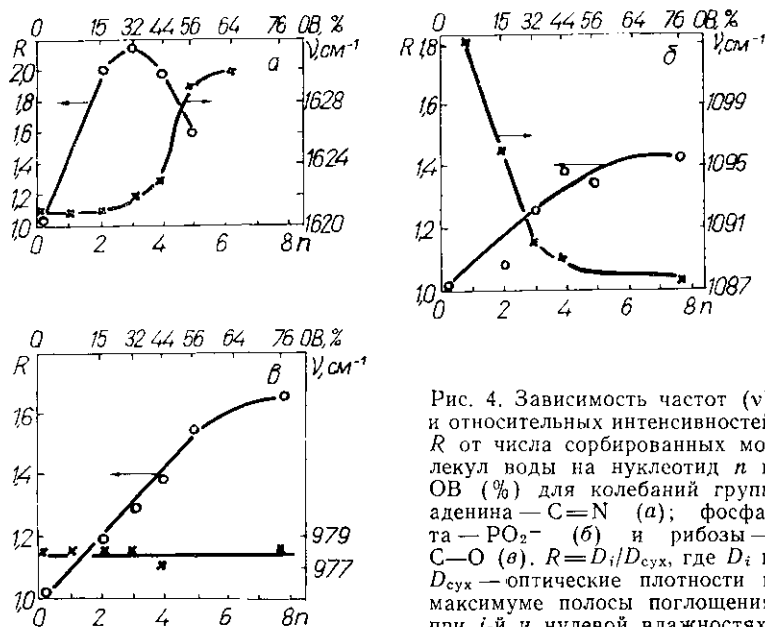 0 15 32 44 56 64 ОВ, %
R
ν, см⁻¹
а
2,0
1,8
1,6
1,4
1,2
1,0
1628
1624
1620
0 2 4 6 8 n
0 15 32 44 56 64 76 ОВ, %
R
1,8
ν, см⁻¹
б
1,6
1,4
1,2
1,0
1099
1095
1091
1087
0 2 4 6 8 n
0 15 32 44 56 64 76 ОВ, %
R
ν, см⁻¹
в
1,6
1,4
1,2
1,0
979
977
0 2 4 6 8 n
Рис. 4. Зависимость частот (ν)
и относительных интенсивностей
R от числа сорбированных мо-
лекул воды на нуклеотид n и
ОВ (%) для колебаний групп
аденина — C=N (а); фосфа-
та — PO₂⁻ (б) и рибозы —
C—O (в). R=Dᵢ/Dсух, где Dᵢ и
Dсух — оптические плотности в
максимуме полосы поглощения
при i-й и нулевой влажностях.